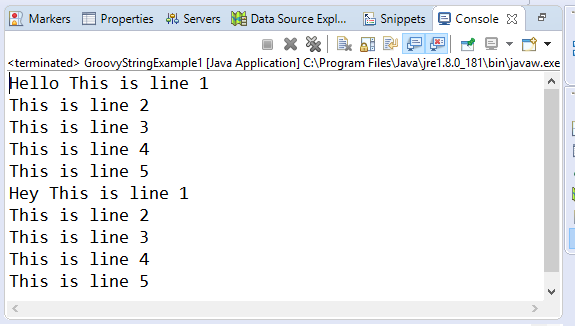 Markers Properties Servers Data Source Expl... Snippets Console
<terminated> GroovyStringExample1 [Java Application] C:\Program Files\Java\jre1.8.0_181\bin\javaw.exe
Hello This is line 1
This is line 2
This is line 3
This is line 4
This is line 5
Hey This is line 1
This is line 2
This is line 3
This is line 4
This is line 5